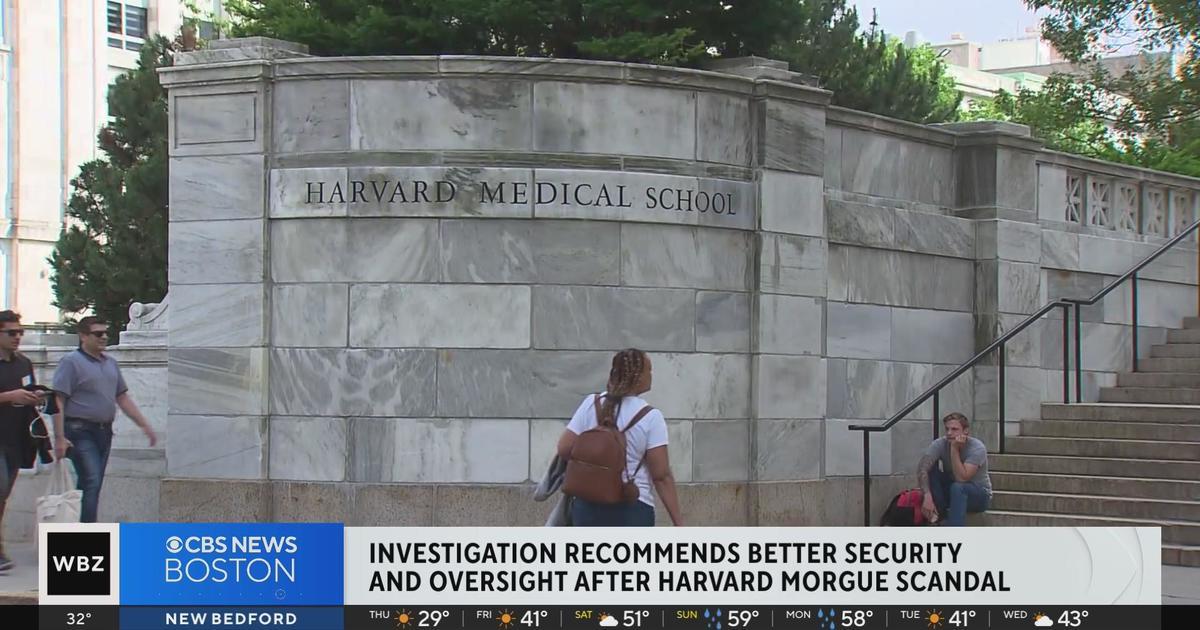 HARVARD MEDICAL SCHOOL
WBZ
CBS NEWS
BOSTON
INVESTIGATION RECOMMENDS BETTER SECURITY
AND OVERSIGHT AFTER HARVARD MORGUE SCANDAL
32° NEW BEDFORD THU 29° FRI 41° SAT 51° SUN 59° MON 58° TUE 41° WED 43°